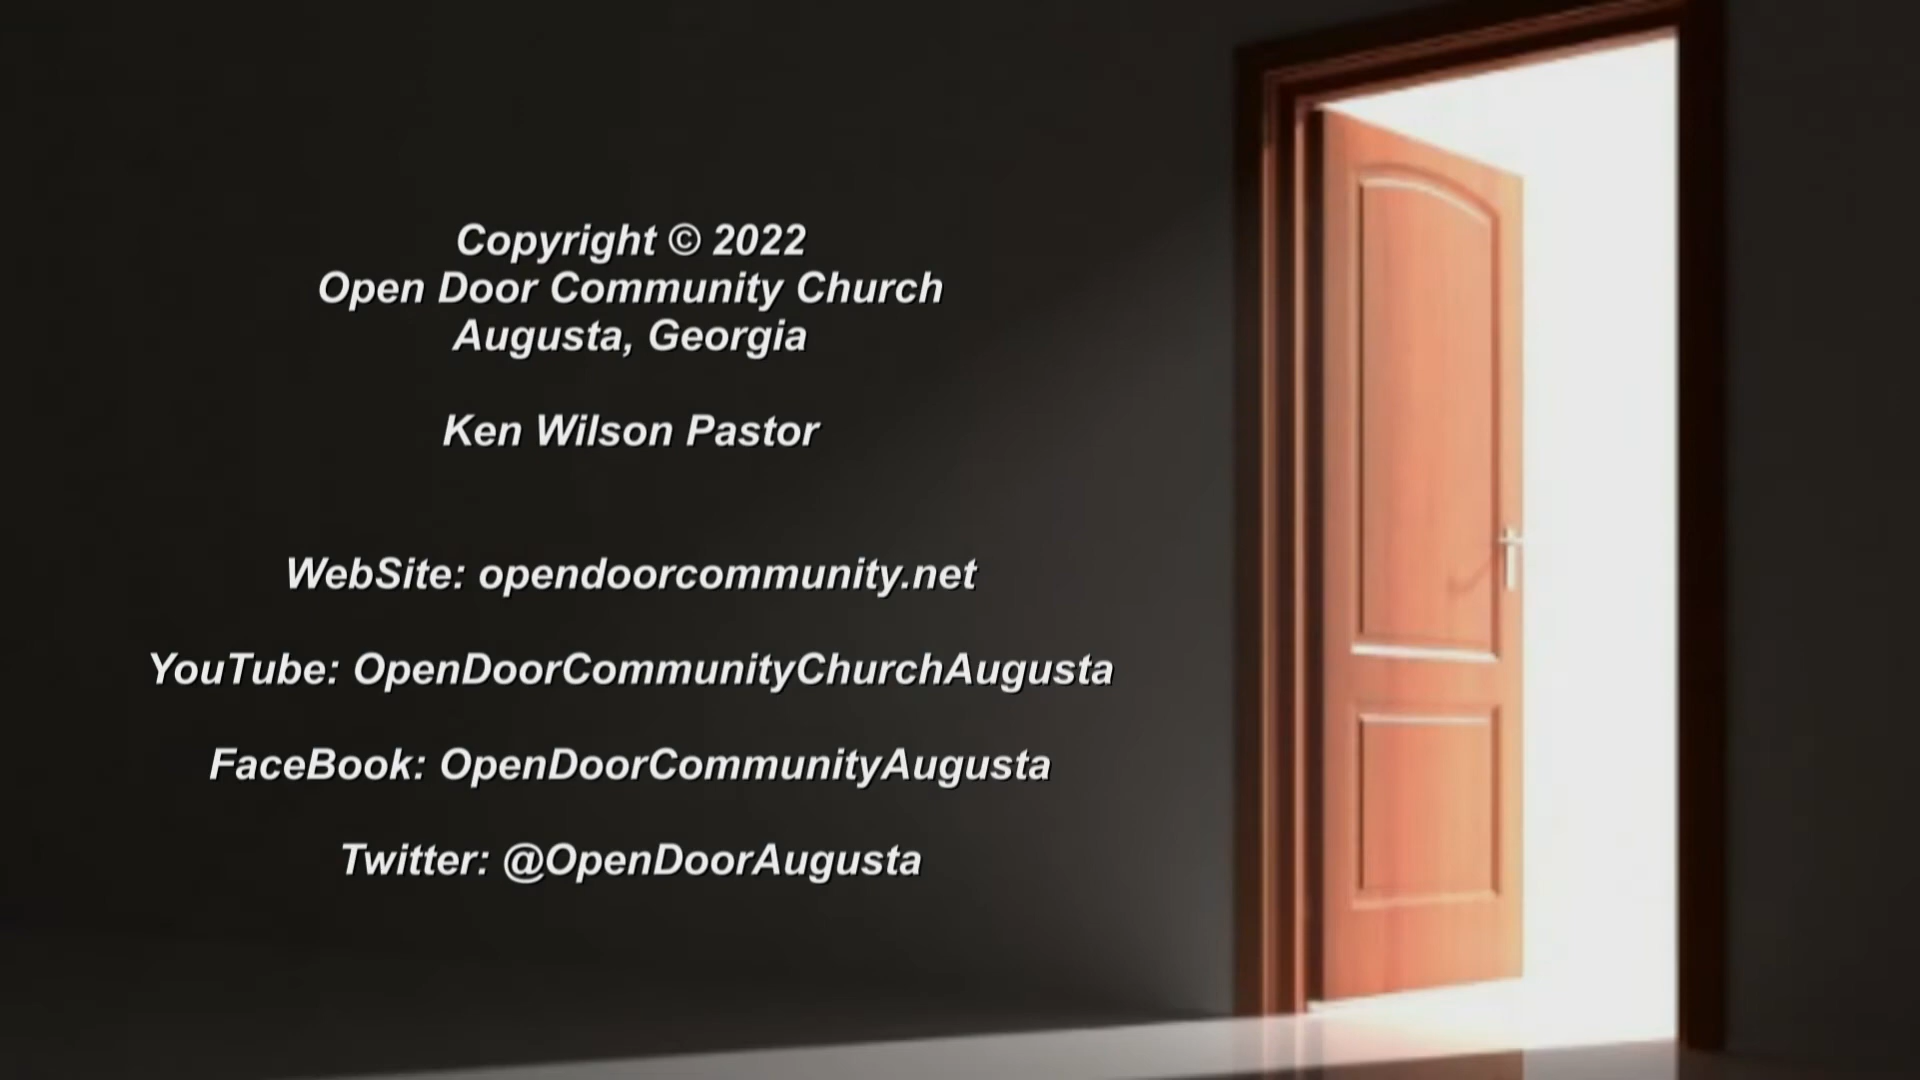 Copyright © 2022
Open Door Community Church
Augusta, Georgia
Ken Wilson Pastor
WebSite: opendoorcommunity.net
YouTube: OpenDoorCommunityChurchAugusta
FaceBook: OpenDoorCommunityAugusta
Twitter: @OpenDoorAugusta